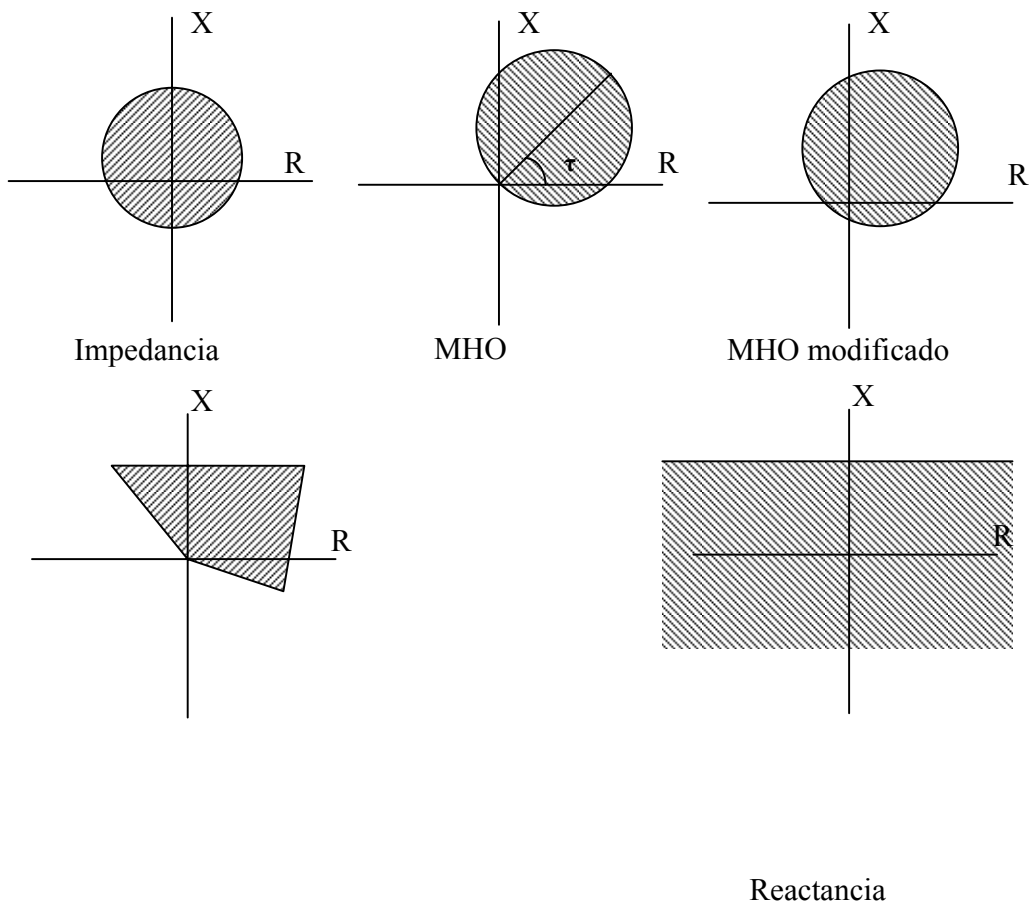 X
X
X
R
τ
R
R
Impedancia
MHO
MHO modificado
X
X
R
R
Reactancia